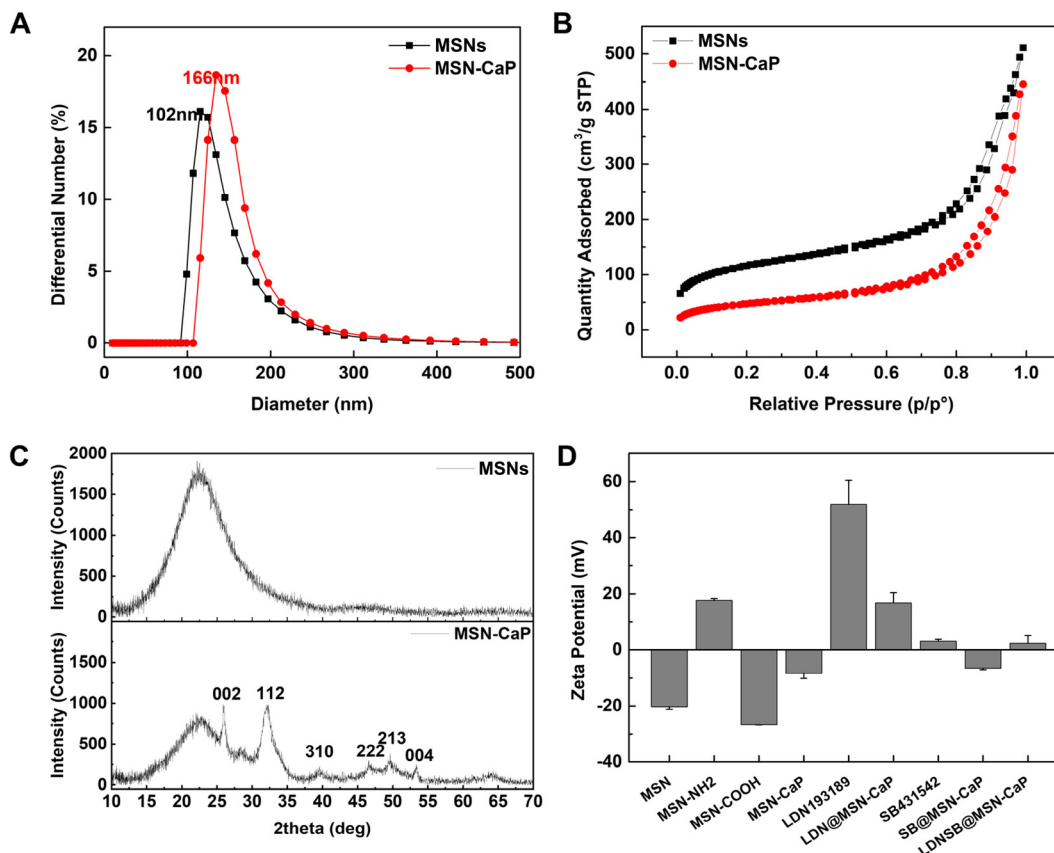 A
MSNs
MSN-CaP
166nm
102nm
20
15
10
5
0
0 100 200 300 400 500
Differential Number (%)
Diameter (nm)
B
MSNs
MSN-CaP
500
400
300
200
100
0
0.0 0.2 0.4 0.6 0.8 1.0
Quantity Adsorbed (cm³/g STP)
Relative Pressure (p/p°)
C
2000
1500
1000
500
0
Intensity (Counts)
MSNs
1500
1000
500
0
Intensity (Counts)
MSN-CaP
002 112
310 222 213 004
10 15 20 25 30 35 40 45 50 55 60 65 70
2theta (deg)
D
60
40
20
0
-20
-40
Zeta Potential (mV)
MSN
MSN-NH2
MSN-COOH
MSN-CaP
LDN193189
LDN@MSN-CaP
SB431542
SB@MSN-CaP
LDNSB@MSN-CaP